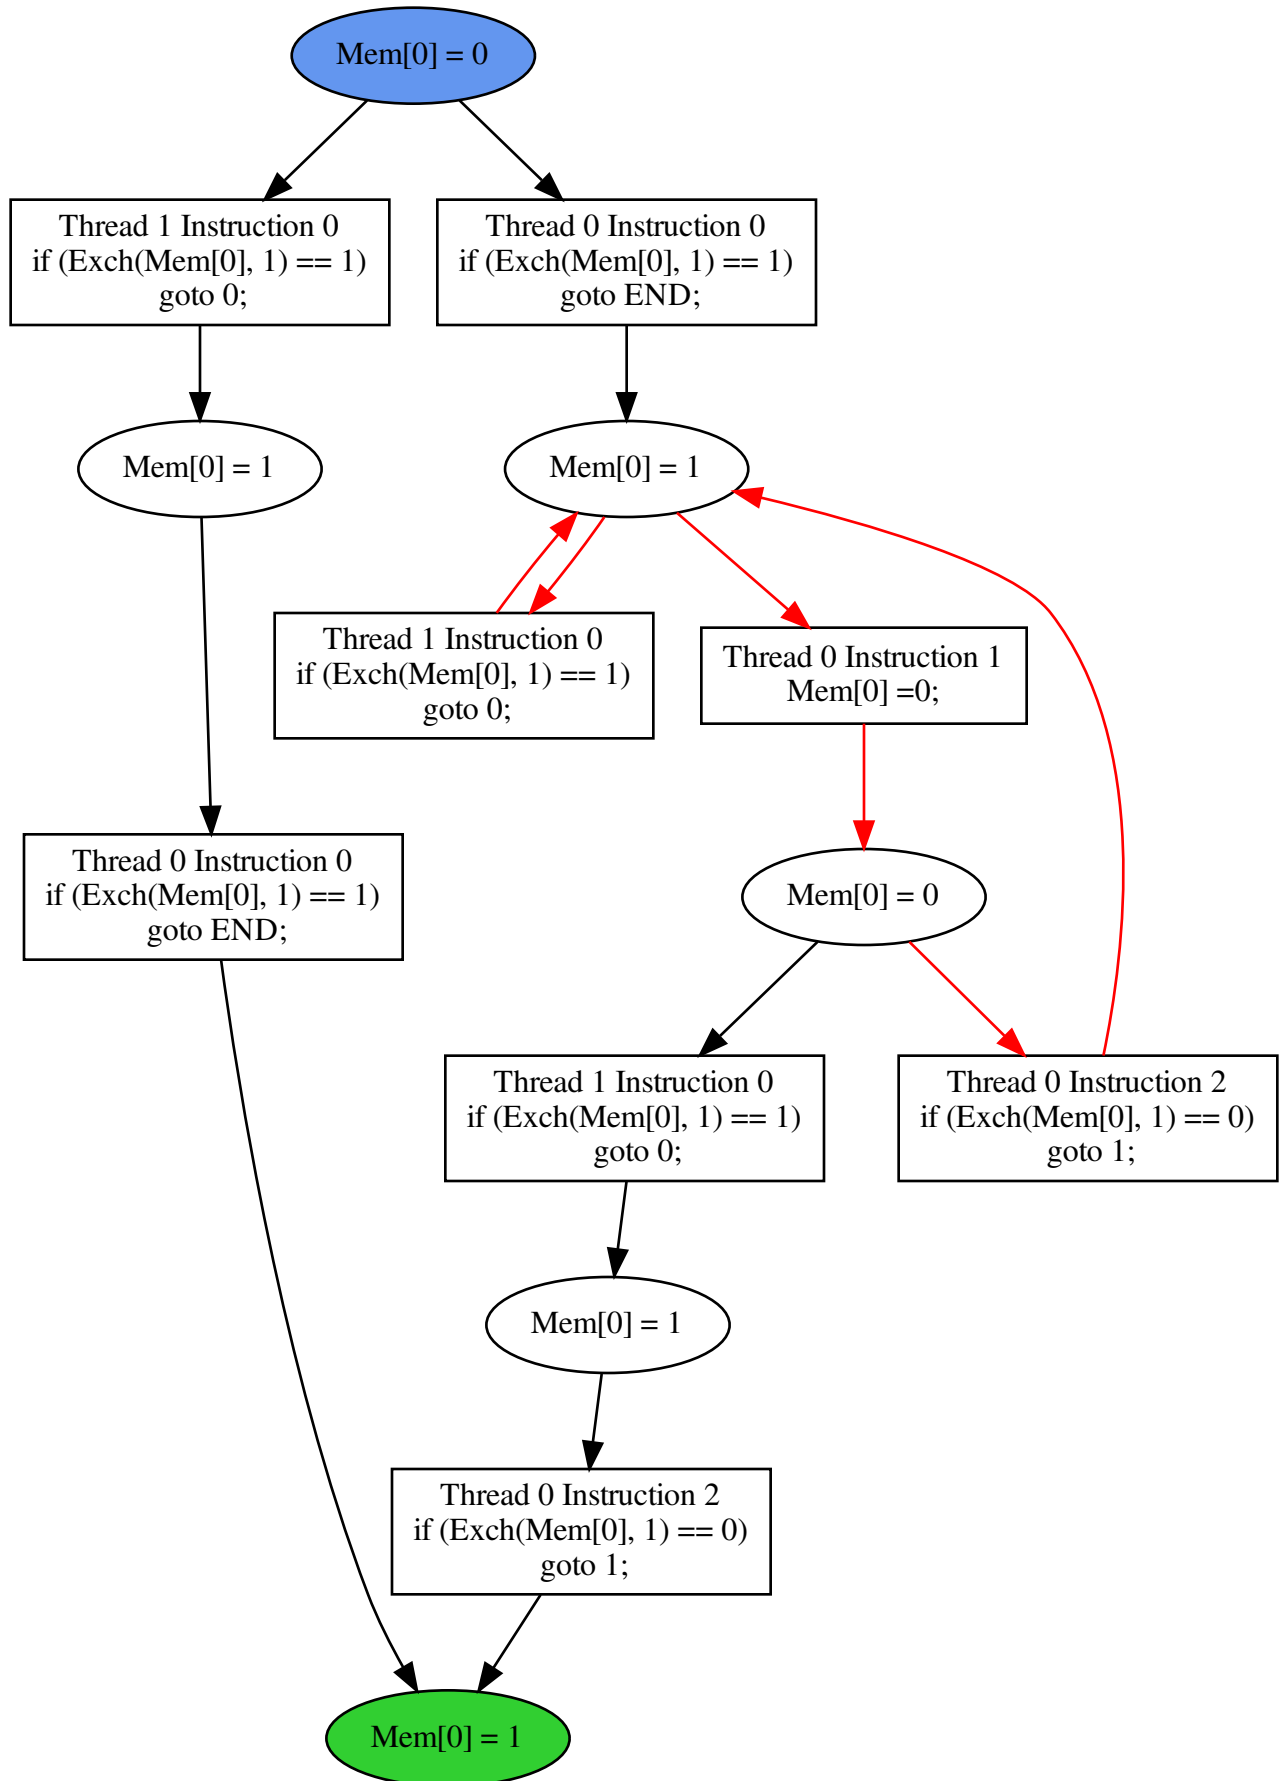 Mem[0] = 0
Thread 1 Instruction 0
if (Exch(Mem[0], 1) == 1)
goto 0;
Thread 0 Instruction 0
if (Exch(Mem[0], 1) == 1)
goto END;
Mem[0] = 1
Mem[0] = 1
Thread 1 Instruction 0
if (Exch(Mem[0], 1) == 1)
goto 0;
Thread 0 Instruction 1
Mem[0] =0;
Thread 0 Instruction 0
if (Exch(Mem[0], 1) == 1)
goto END;
Mem[0] = 0
Thread 1 Instruction 0
if (Exch(Mem[0], 1) == 1)
goto 0;
Thread 0 Instruction 2
if (Exch(Mem[0], 1) == 0)
goto 1;
Mem[0] = 1
Thread 0 Instruction 2
if (Exch(Mem[0], 1) == 0)
goto 1;
Mem[0] = 1